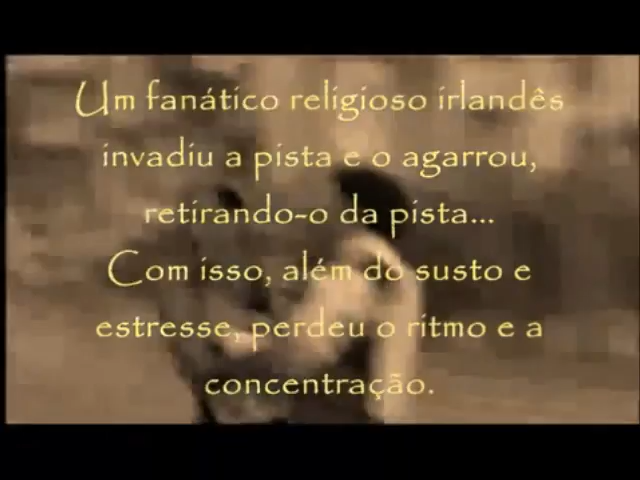 Um fanático religioso irlandês
invadiu a pista e o agarrou,
retirando-o da pista...
Com isso, além do susto e
estresse, perdeu o ritmo e a
concentração.